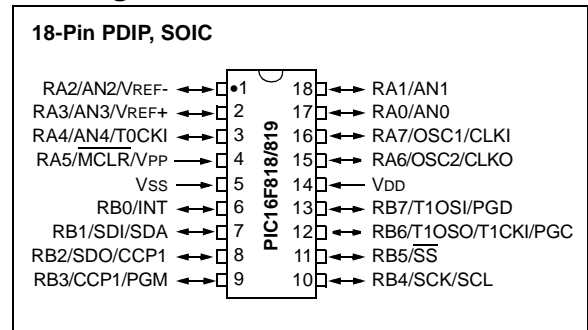 18-Pin PDIP, SOIC
RA2/AN2/VREF- 1 18 RA1/AN1
RA3/AN3/VREF+ 2 17 RA0/AN0
RA4/AN4/T0CKI 3 16 RA7/OSC1/CLKI
RA5/MCLR/VPP 4 15 RA6/OSC2/CLKO
VSS 5 14 VDD
RB0/INT 6 13 RB7/T1OSI/PGD
RB1/SDI/SDA 7 12 RB6/T1OSO/T1CKI/PGC
RB2/SDO/CCP1 8 11 RB5/SS
RB3/CCP1/PGM 9 10 RB4/SCK/SCL
PIC16F818/819